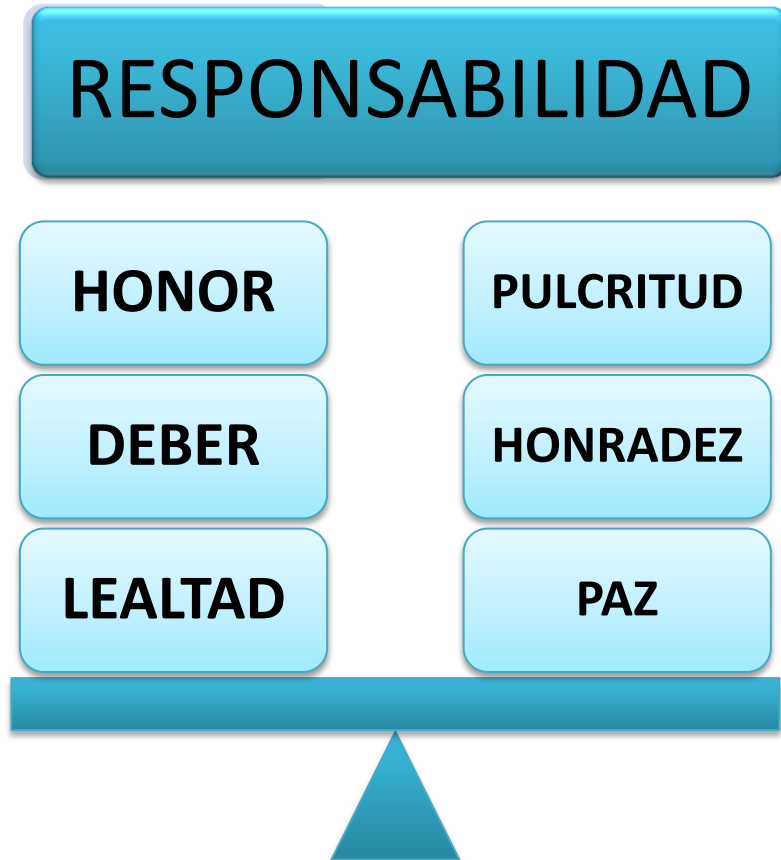 RESPONSABILIDAD
HONOR
PULCRITUD
DEBER
HONRADEZ
LEALTAD
PAZ